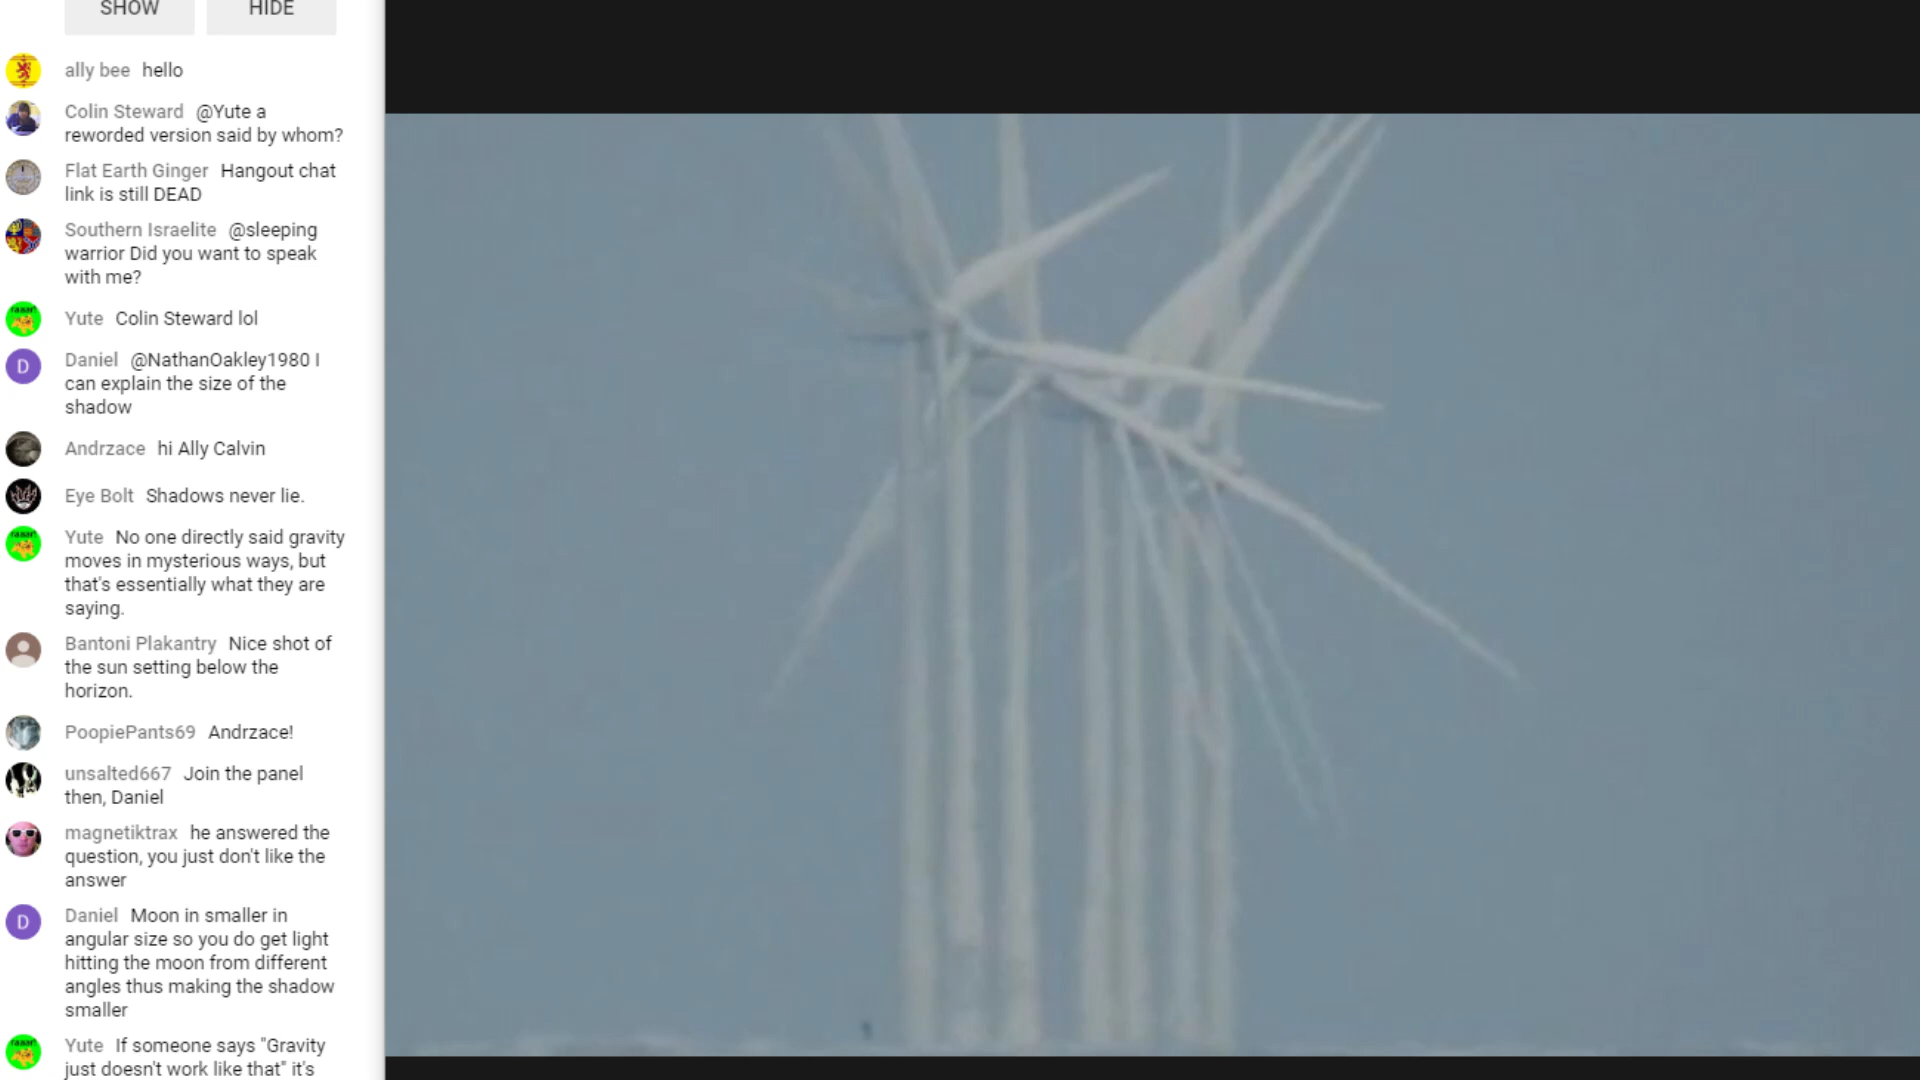 SHOW HIDE
ally bee hello
Colin Steward @Yute a
reworded version said by whom?
Flat Earth Ginger Hangout chat
link is still DEAD
Southern Israelite @sleeping
warrior Did you want to speak
with me?
Yute Colin Steward lol
Daniel @NathanOakley1980 I
can explain the size of the
shadow
Andrzace hi Ally Calvin
Eye Bolt Shadows never lie.
Yute No one directly said gravity
moves in mysterious ways, but
that's essentially what they are
saying.
Bantoni Plakantry Nice shot of
the sun setting below the
horizon.
PoopiePants69 Andrzace!
unsalted667 Join the panel
then, Daniel
magnetiktrax he answered the
question, you just don't like the
answer
Daniel Moon in smaller in
angular size so you do get light
hitting the moon from different
angles thus making the shadow
smaller
Yute If someone says "Gravity
just doesn't work like that" it's
D
D